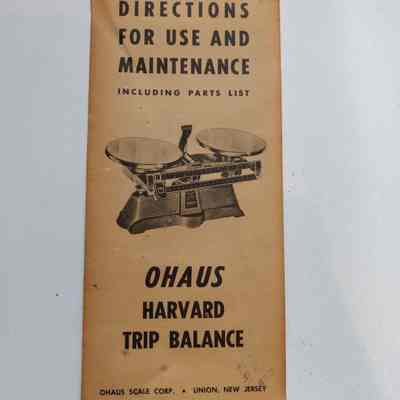 DIRECTIONS
FOR USE AND
MAINTENANCE
INCLUDING PARTS LIST
OHAUS
HARVARD
TRIP BALANCE
OHAUS SCALE CORP. • UNION, NEW JERSEY